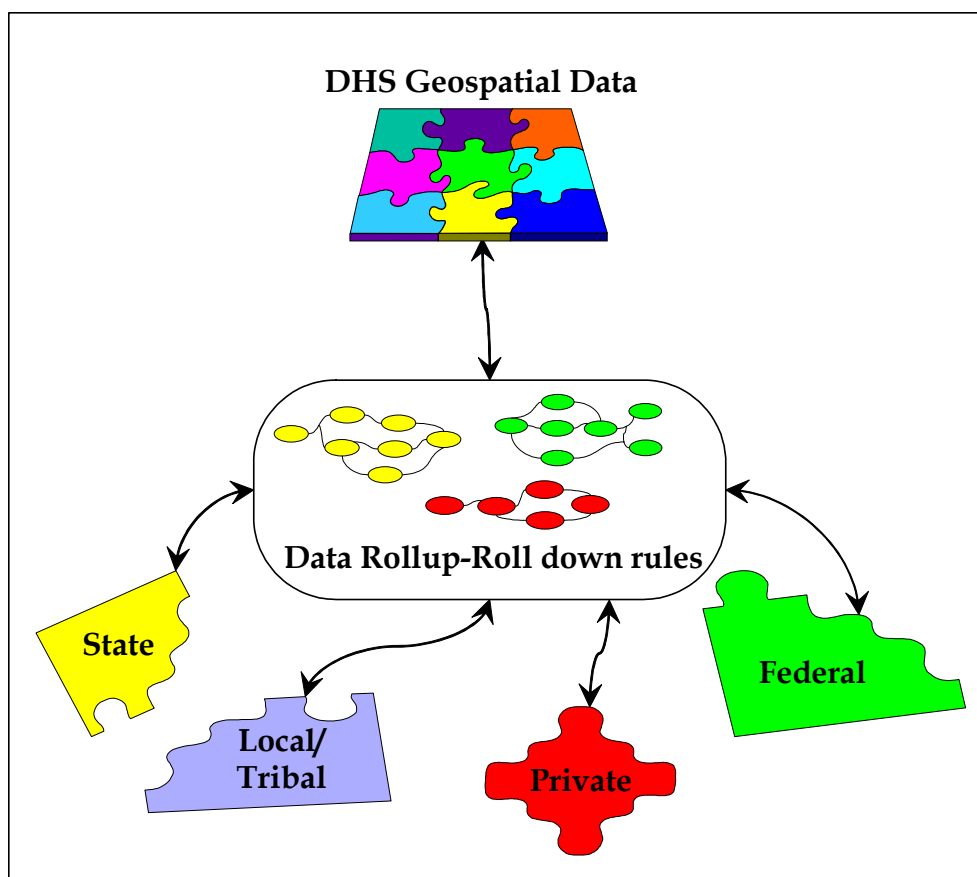 DHS Geospatial Data
Data Rollup-Roll down rules
State
Federal
Local/
Tribal
Private